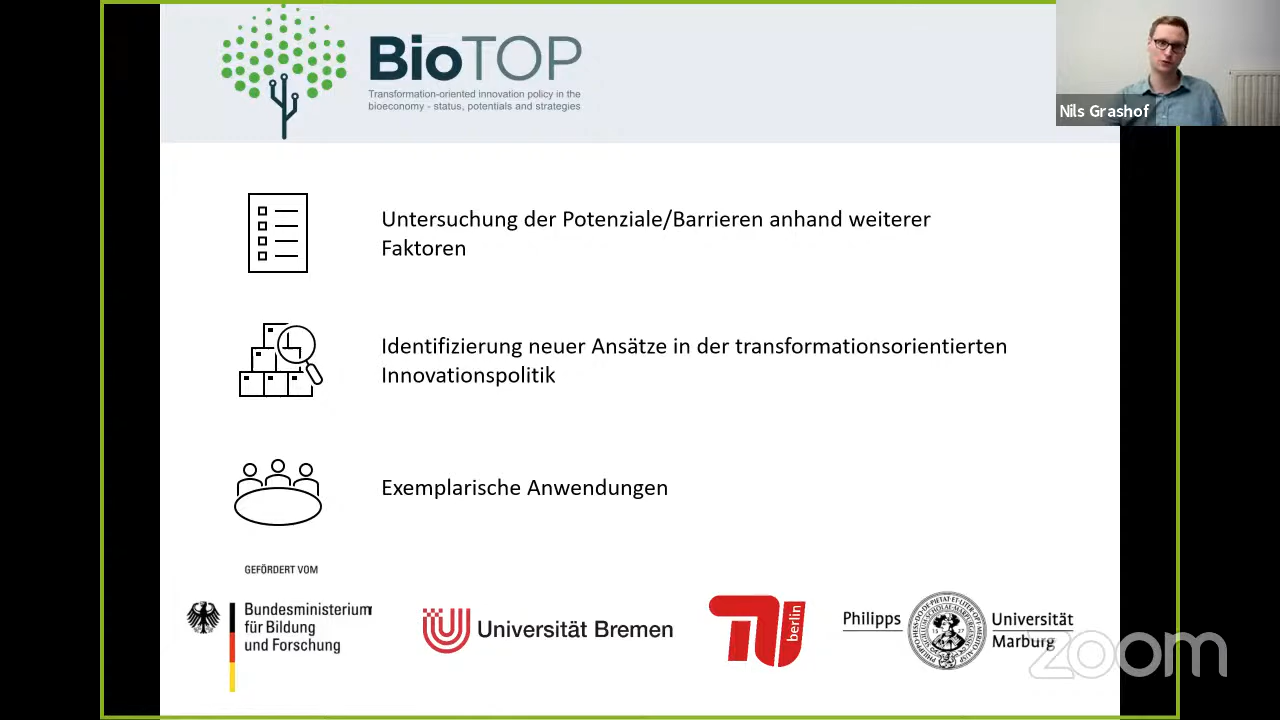 BioTOP
Transformation-oriented innovation policy in the
bioeconomy - status, potentials and strategies
Nils Grashof
Untersuchung der Potenziale/Barrieren anhand weiterer
Faktoren
Identifizierung neuer Ansätze in der transformationsorientierten
Innovationspolitik
Exemplarische Anwendungen
GEFÖRDERT VOM
Bundesministerium
für Bildung
und Forschung
Universität Bremen
berlin
Philipps
Universität
Marburg
zoom